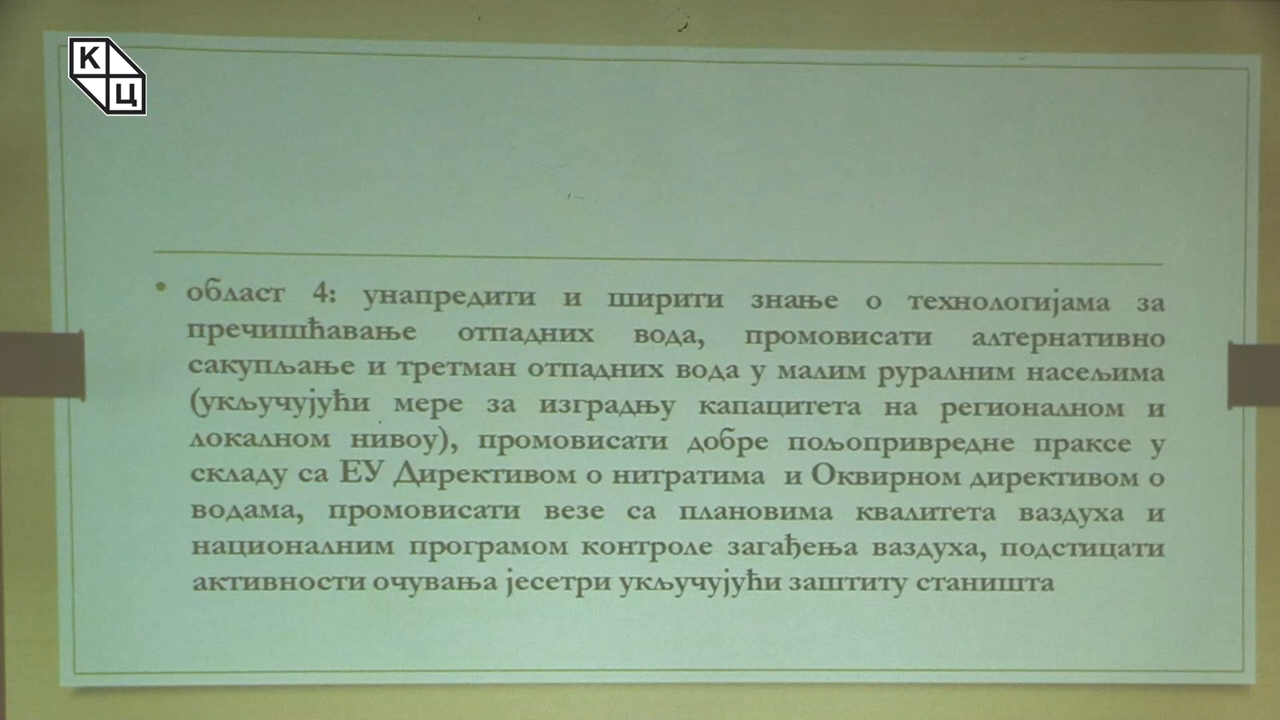 К
Ц
• област 4: унапредити и ширити знање о технологијама за
пречишћавање отпадних вода, промовисати алтернативно
сакупљање и третман отпадних вода у малим руралним насељима
(укључујући мере за изградњу капацитета на регионалном и
локалном нивоу), промовисати добре пољопривредне праксе у
складу са ЕУ Директивом о нитратима и Оквирном директивом о
водама, промовисати везе са плановима квалитета ваздуха и
националним програмом контроле загађења ваздуха, подстицати
активности очувања јесетри укључујући заштиту станишта